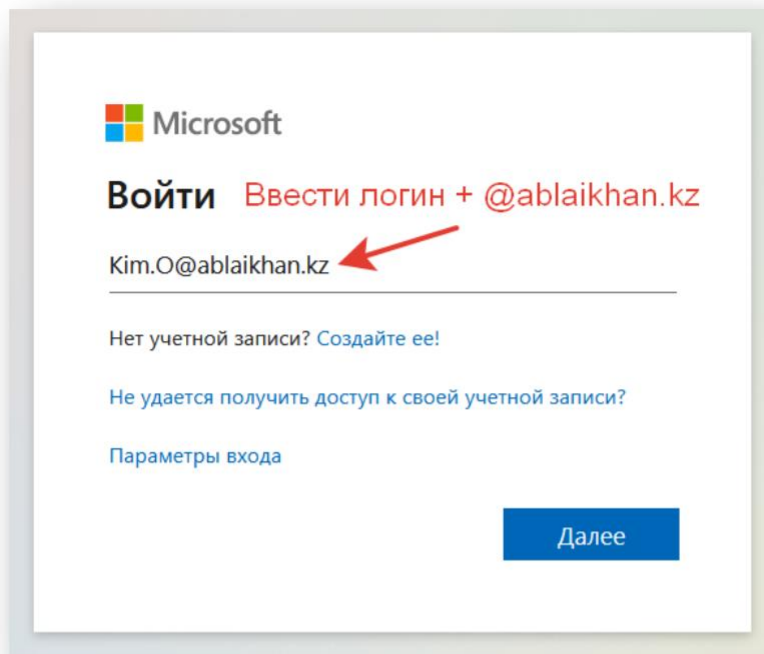 Microsoft
Войти Ввести логин + @ablaikhan.kz
Kim.O@ablaikhan.kz
Нет учетной записи? Создайте ее!
Не удается получить доступ к своей учетной записи?
Параметры входа
Далее